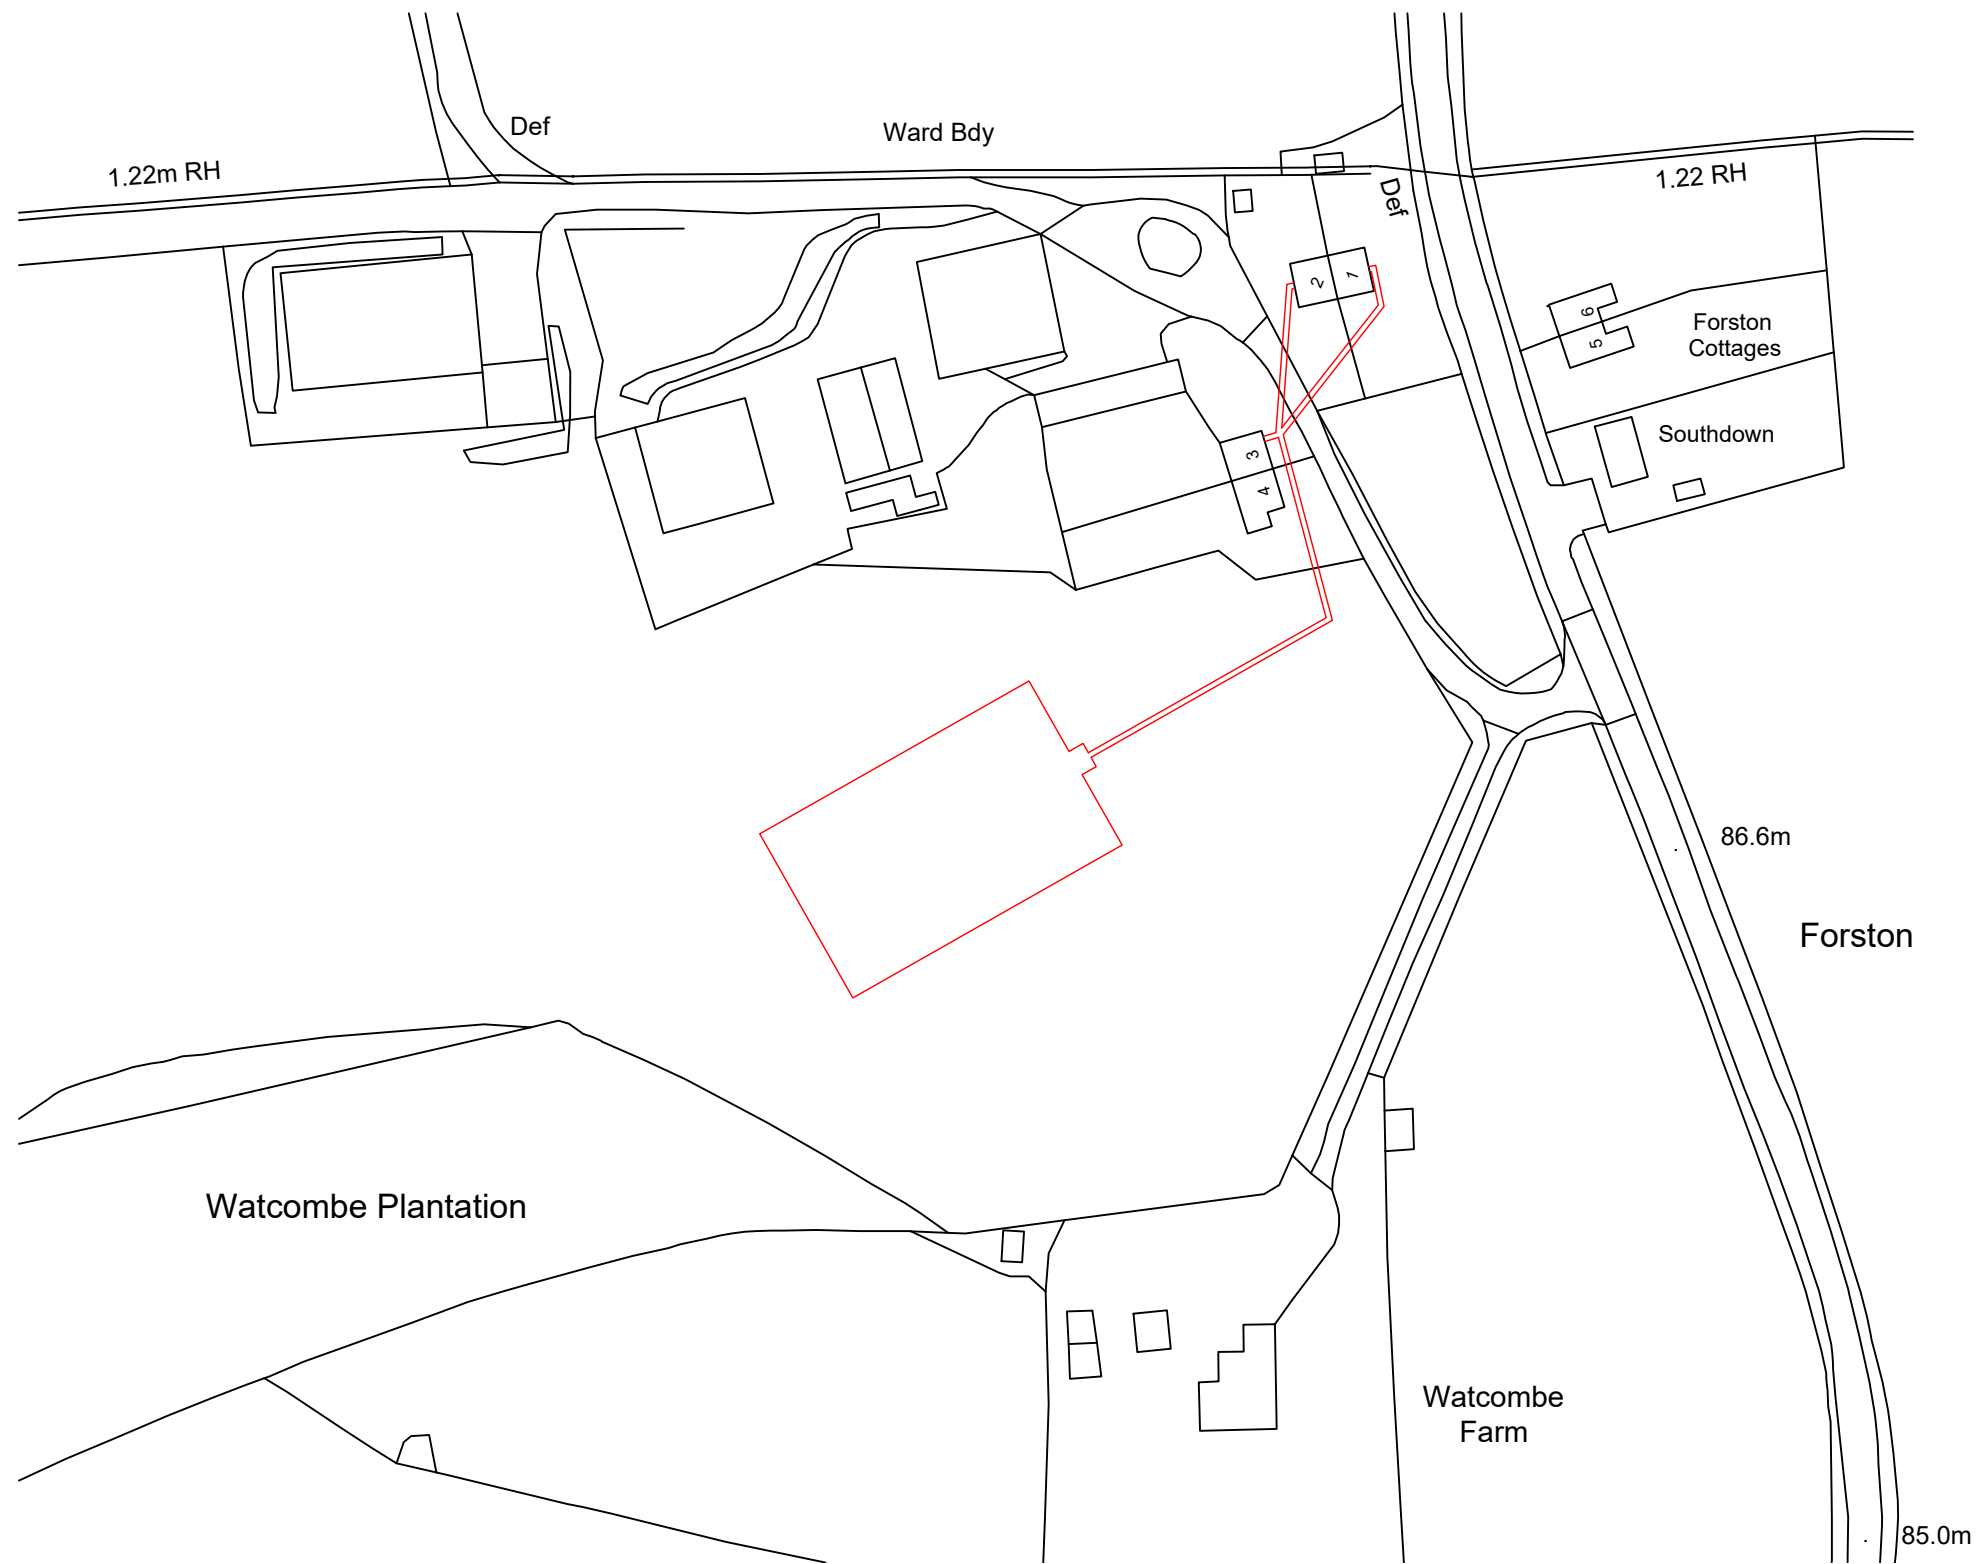 Def
Ward Bdy
1.22m RH
1.22 RH
Def
2
1
6
5
Forston
Cottages
Southdown
3
4
86.6m
Forston
Watcombe Plantation
Watcombe
Farm
85.0m